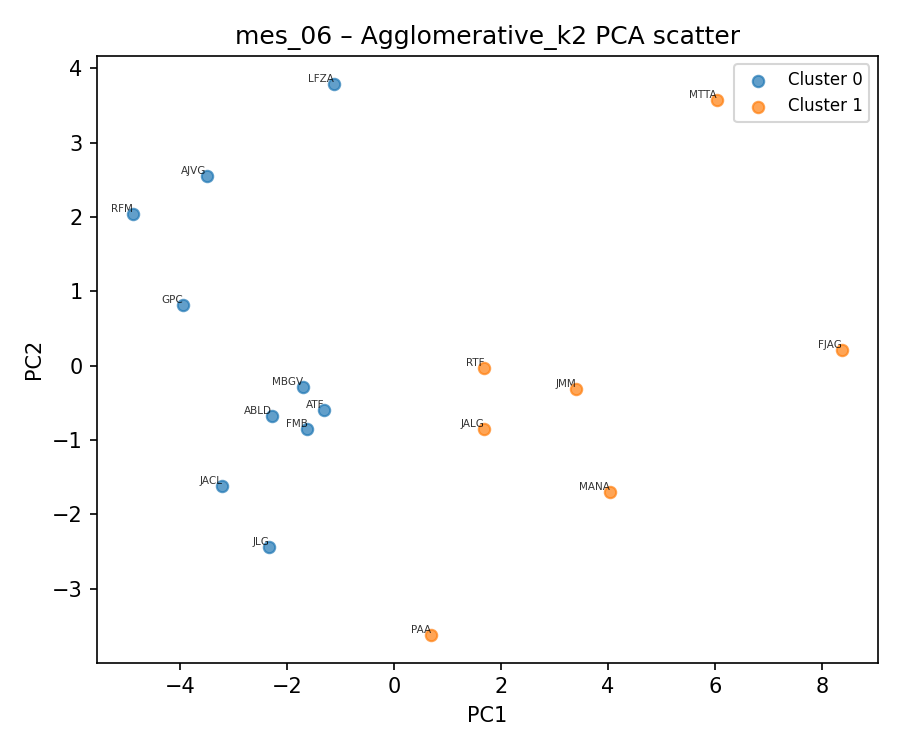 mes_06 – Agglomerative_k2 PCA scatter
Cluster 0
Cluster 1
LFZA
MTTA
AJVG
RFM
GPC
MBGV
ATF
ABLD
FMB
JACL
JLG
RTF
JMM
JALG
FJAG
MANA
PAA
4
3
2
1
0
−1
−2
−3
PC2
−4
−2
0
2
4
6
8
PC1